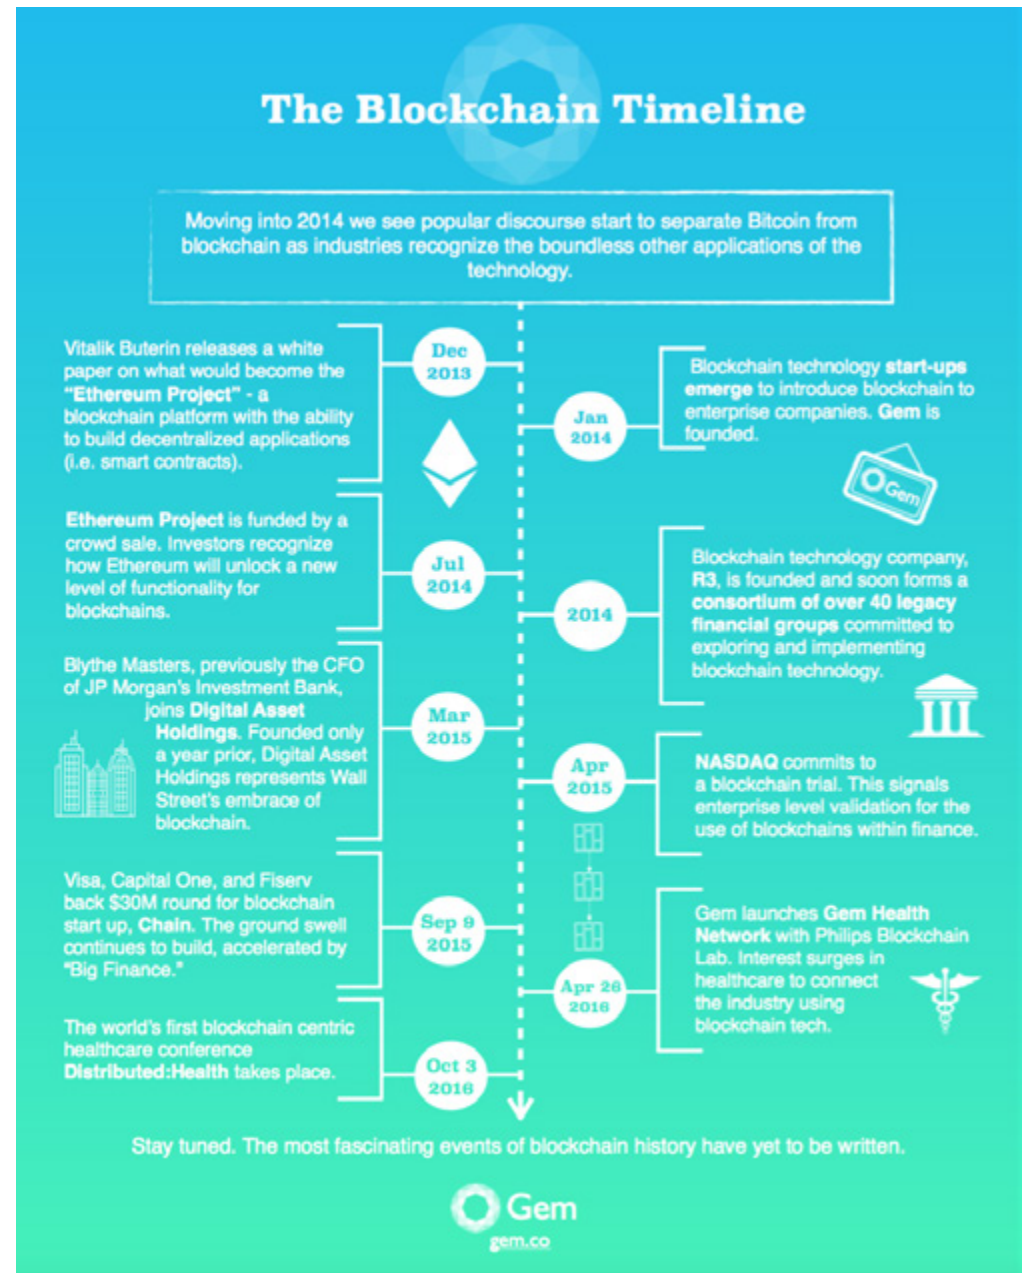 The Blockchain Timeline
Moving into 2014 we see popular discourse start to separate Bitcoin from
blockchain as industries recognize the boundless other applications of the
technology.
Dec
2013
Vitalik Buterin releases a white
paper on what would become the
“Ethereum Project” - a
blockchain platform with the ability
to build decentralized applications
(i.e. smart contracts).
Jan
2014
Blockchain technology start-ups
emerge to introduce blockchain to
enterprise companies. Gem is
founded.
Gem
Jul
2014
Ethereum Project is funded by a
crowd sale. Investors recognize
how Ethereum will unlock a new
level of functionality for
blockchains.
2014
Blockchain technology company,
R3, is founded and soon forms a
consortium of over 40 legacy
financial groups committed to
exploring and implementing
blockchain technology.
Mar
2015
Blythe Masters, previously the CFO
of JP Morgan's Investment Bank,
joins Digital Asset
Holdings. Founded only
a year prior, Digital Asset
Holdings represents Wall
Street's embrace of
blockchain.
Apr
2015
NASDAQ commits to
a blockchain trial. This signals
enterprise level validation for the
use of blockchains within finance.
Sep 9
2015
Visa, Capital One, and Fiserv
back $30M round for blockchain
start up, Chain. The ground swell
continues to build, accelerated by
“Big Finance.”
Apr 26
2016
Gem launches Gem Health
Network with Philips Blockchain
Lab. Interest surges in
healthcare to connect
the industry using
blockchain tech.
Oct 3
2016
The world's first blockchain centric
healthcare conference
Distributed:Health takes place.
Stay tuned. The most fascinating events of blockchain history have yet to be written.
Gem
gem.co